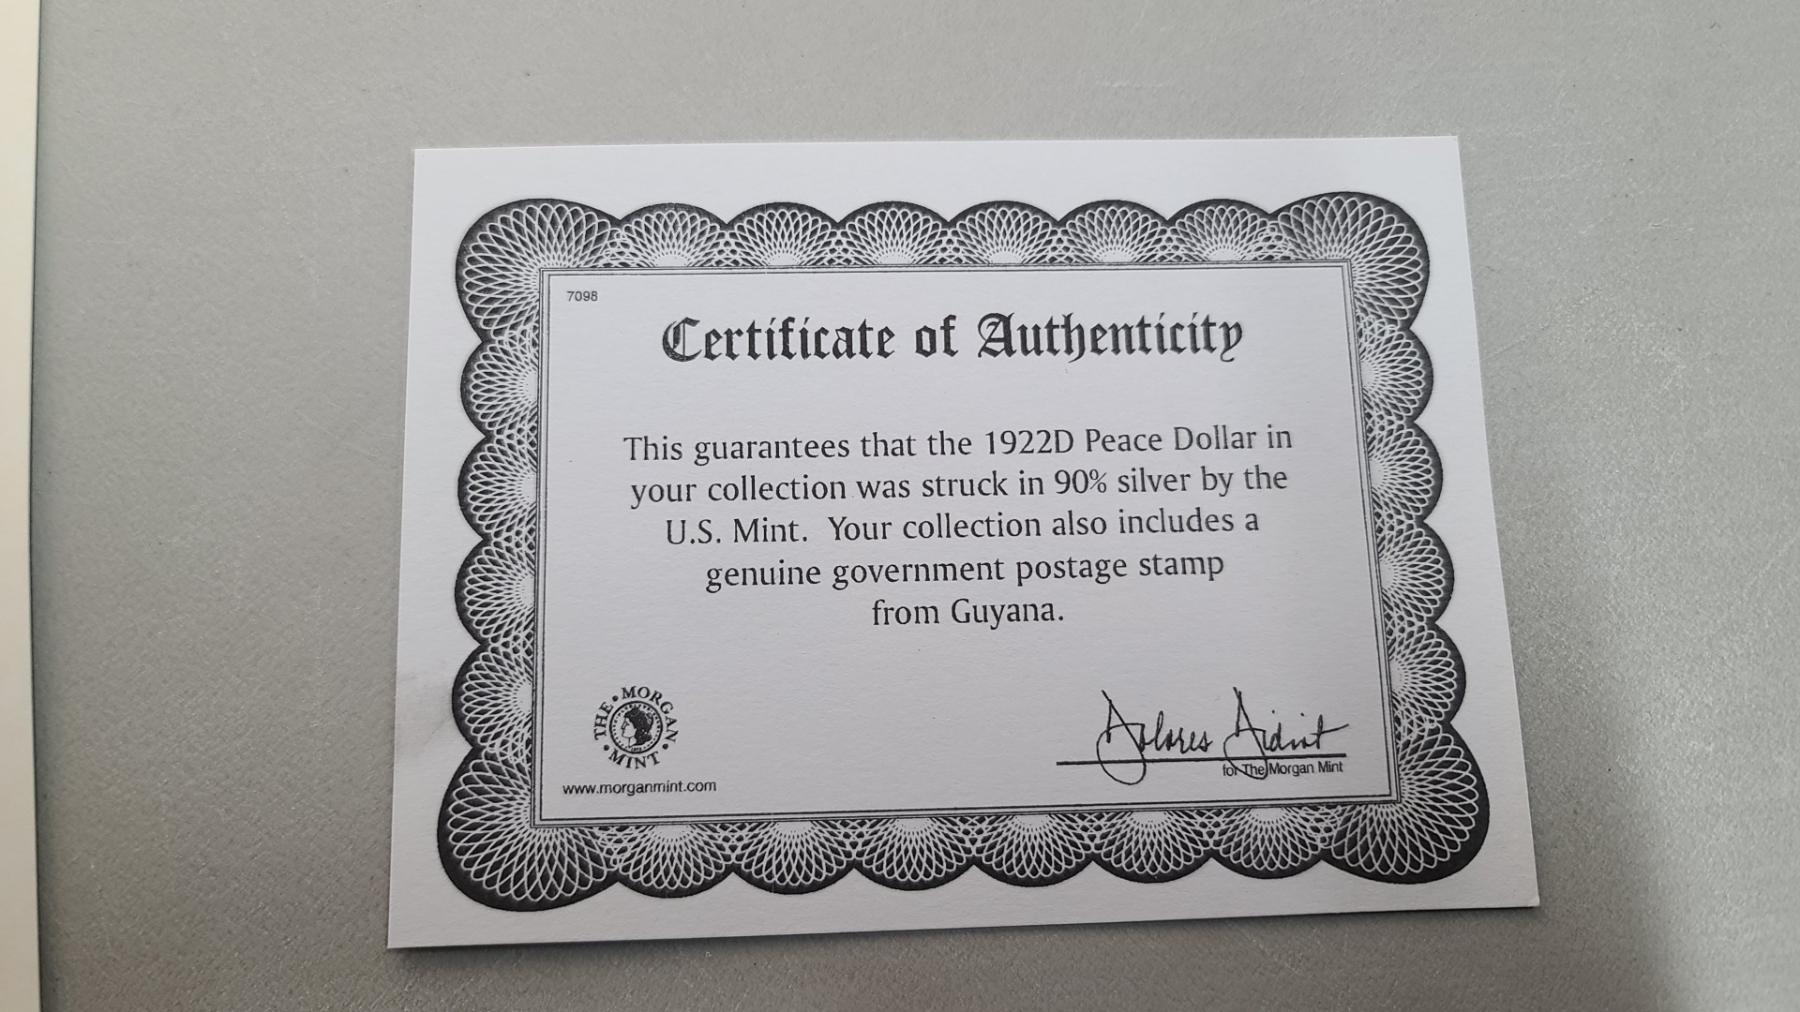 7098
Certificate of Authenticity
This guarantees that the 1922D Peace Dollar in
your collection was struck in 90% silver by the
U.S. Mint. Your collection also includes a
genuine government postage stamp
from Guyana.
THE • MORGAN • MINT •
www.morganmint.com
Dolores
for The Morgan Mint